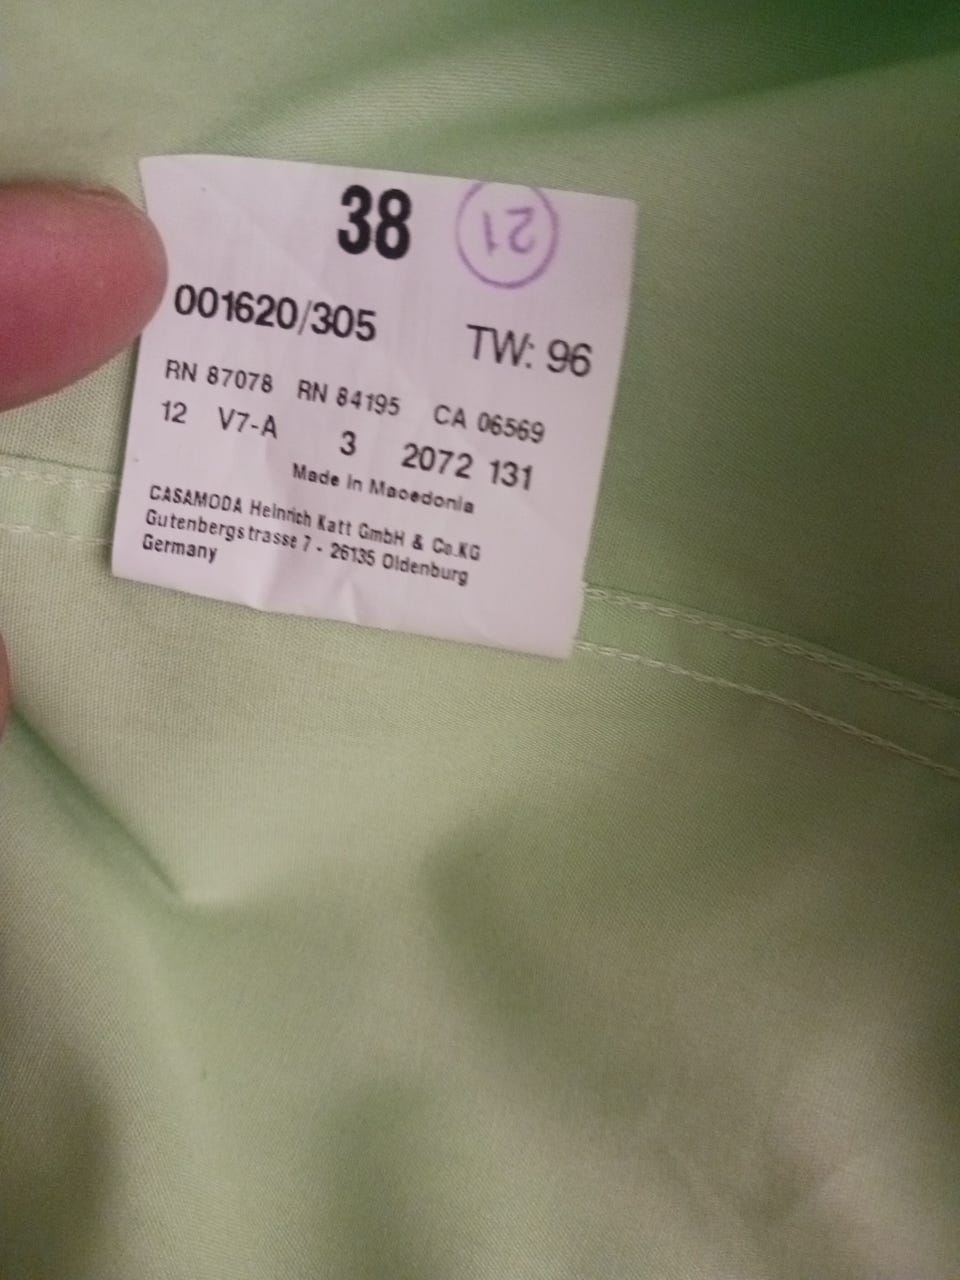 38
21
001620/305 TW: 96
RN 87078 RN 84195 CA 06569
12 V7-A 3 2072 131
Made in Macedonia
CASAMODA Heinrich Katt GmbH & Co.KG
Gutenbergstrasse 7 - 26135 Oldenburg
Germany